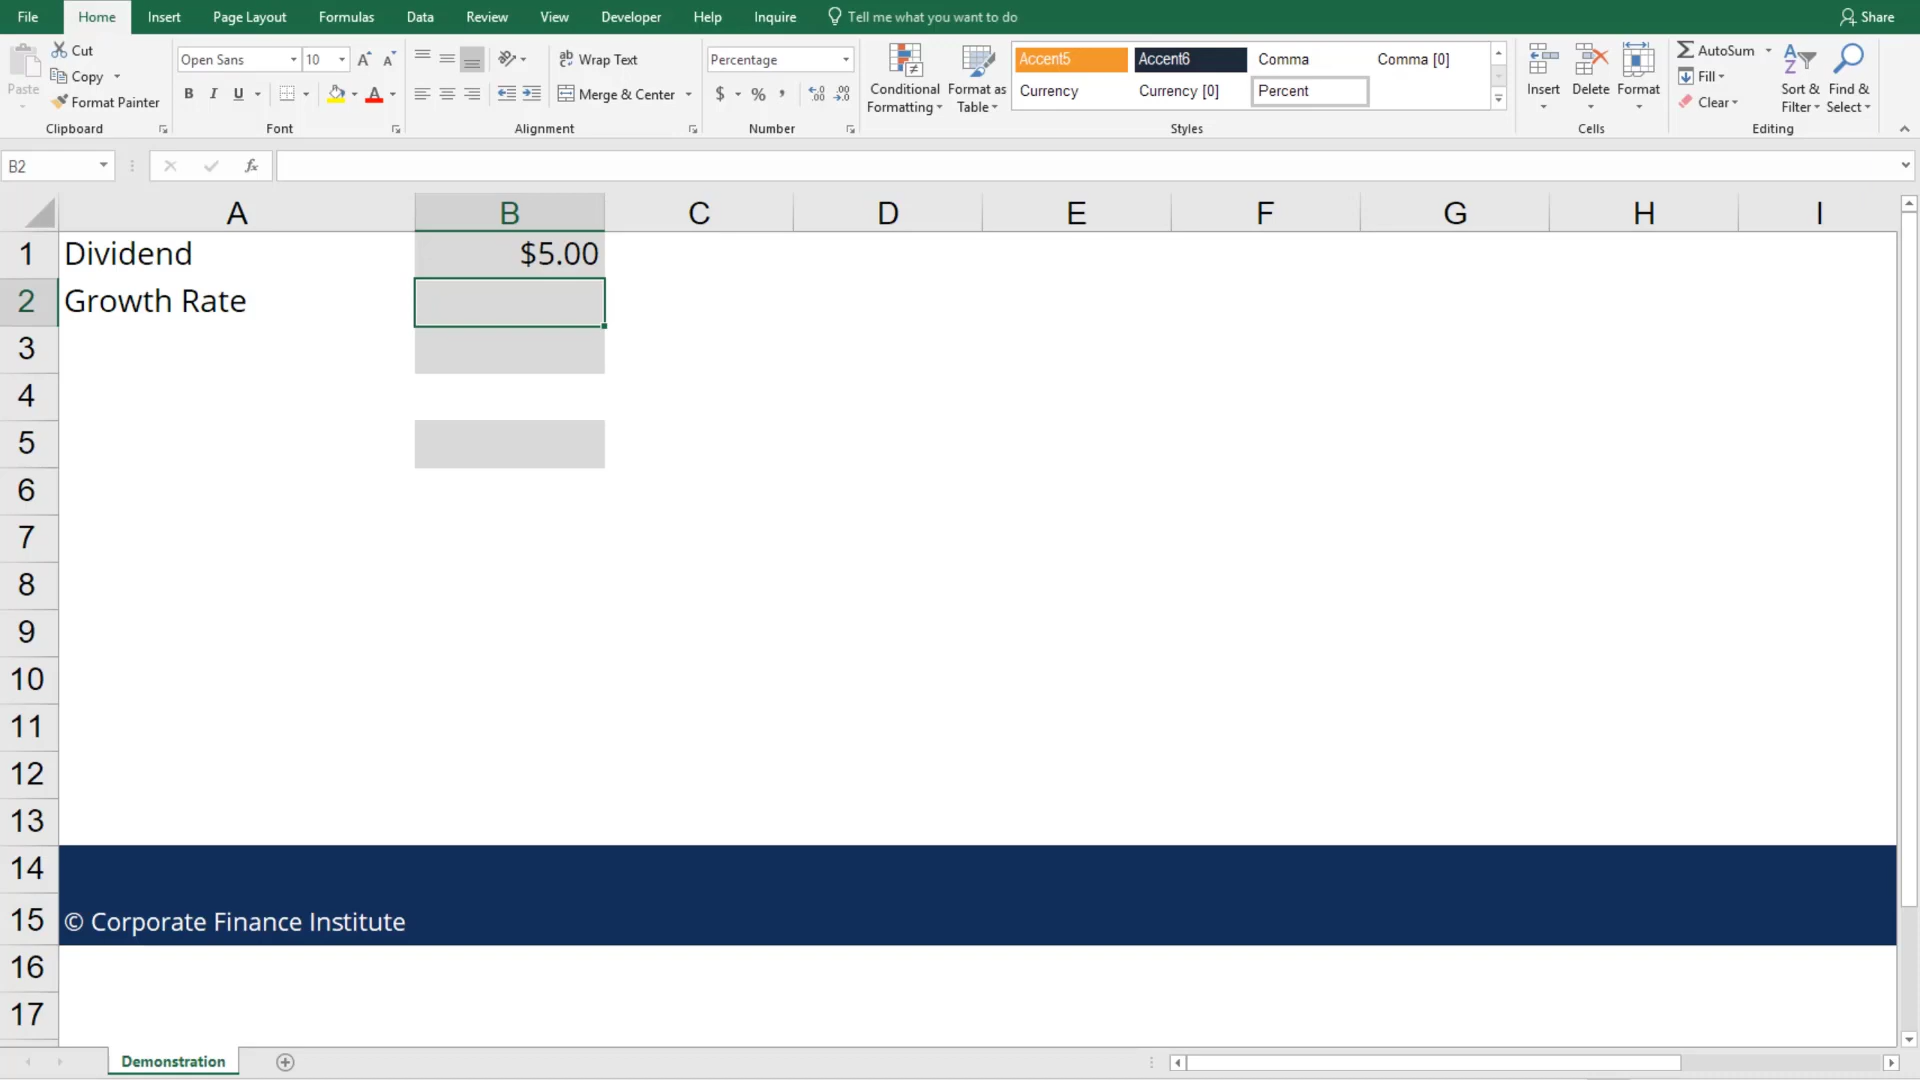 File Home Insert Page Layout Formulas Data Review View Developer Help Inquire Tell me what you want to do Share
Paste
Cut
Copy
Format Painter
Clipboard
Open Sans 10
B I U
Font
ab Wrap Text
Merge & Center
Alignment
Percentage
$ % ,
Number
Conditional Formatting
Format as Table
Accent5 Accent6 Comma Comma [0]
Currency Currency [0] Percent
Styles
Insert Delete Format
Cells
AutoSum
Fill
Clear
Sort & Filter
Find & Select
Editing
B2 fx
A B C D E F G H I
1 Dividend $5.00
2 Growth Rate
3
4
5
6
7
8
9
10
11
12
13
14
15 © Corporate Finance Institute
16
17
Demonstration